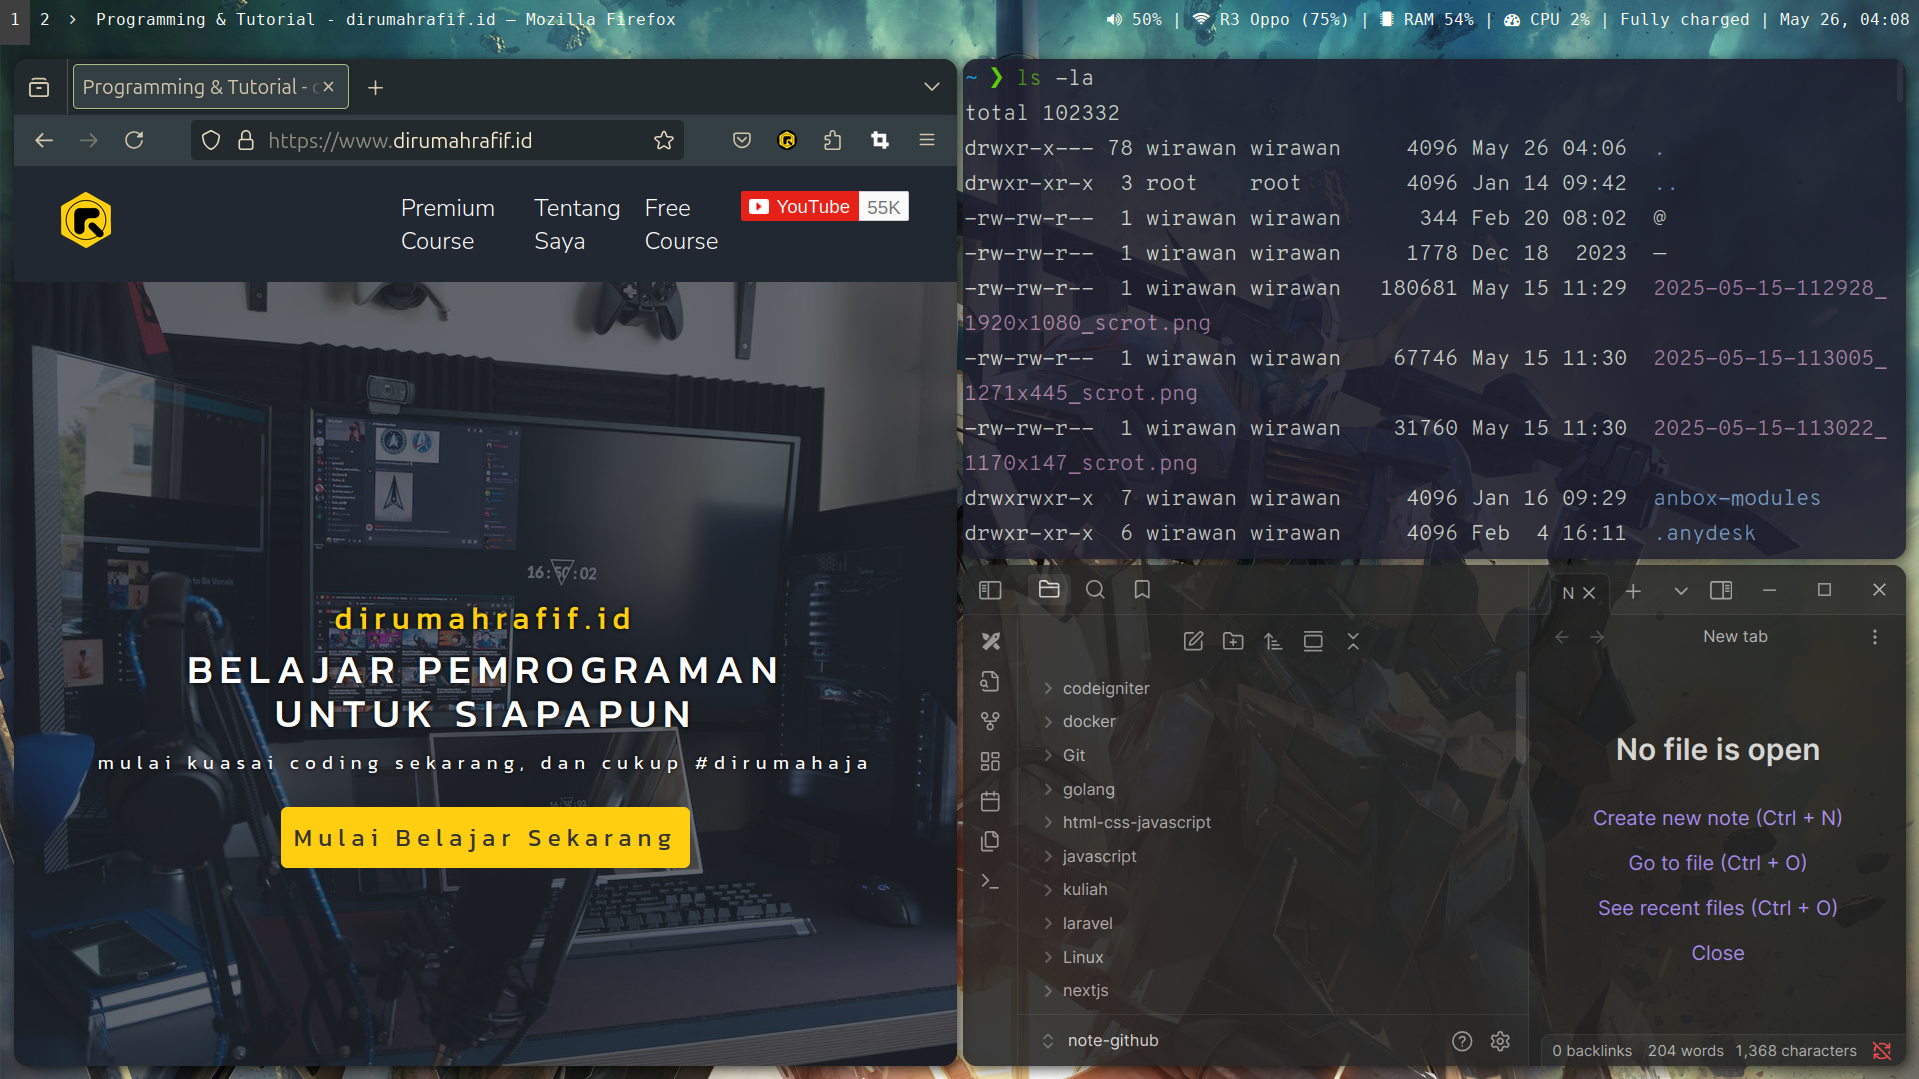 1 2 › Programming & Tutorial - dirumahrafif.id — Mozilla Firefox
50% | R3 Oppo (75%) | RAM 54% | CPU 2% | Fully charged | May 26, 04:08
Programming & Tutorial -
https://www.dirumahrafif.id
Premium Course
Tentang Saya
Free Course
YouTube 55K
16:50:02
dirumahrafif.id
BELAJAR PEMROGRAMAN
UNTUK SIAPAPUN
mulai kuasai coding sekarang, dan cukup #dirumahaja
Mulai Belajar Sekarang
~ ❯ ls -la
total 102332
drwxr-x--- 78 wirawan wirawan 4096 May 26 04:06 .
drwxr-xr-x 3 root root 4096 Jan 14 09:42 ..
-rw-rw-r-- 1 wirawan wirawan 344 Feb 20 08:02 @
-rw-rw-r-- 1 wirawan wirawan 1778 Dec 18 2023 —
-rw-rw-r-- 1 wirawan wirawan 180681 May 15 11:29 2025-05-15-112928_
1920x1080_scrot.png
-rw-rw-r-- 1 wirawan wirawan 67746 May 15 11:30 2025-05-15-113005_
1271x445_scrot.png
-rw-rw-r-- 1 wirawan wirawan 31760 May 15 11:30 2025-05-15-113022_
1170x147_scrot.png
drwxrwxr-x 7 wirawan wirawan 4096 Jan 16 09:29 anbox-modules
drwxr-xr-x 6 wirawan wirawan 4096 Feb 4 16:11 .anydesk
N
New tab
codeigniter
docker
Git
golang
html-css-javascript
javascript
kuliah
laravel
Linux
nextjs
note-github
No file is open
Create new note (Ctrl + N)
Go to file (Ctrl + O)
See recent files (Ctrl + O)
Close
0 backlinks 204 words 1,368 characters